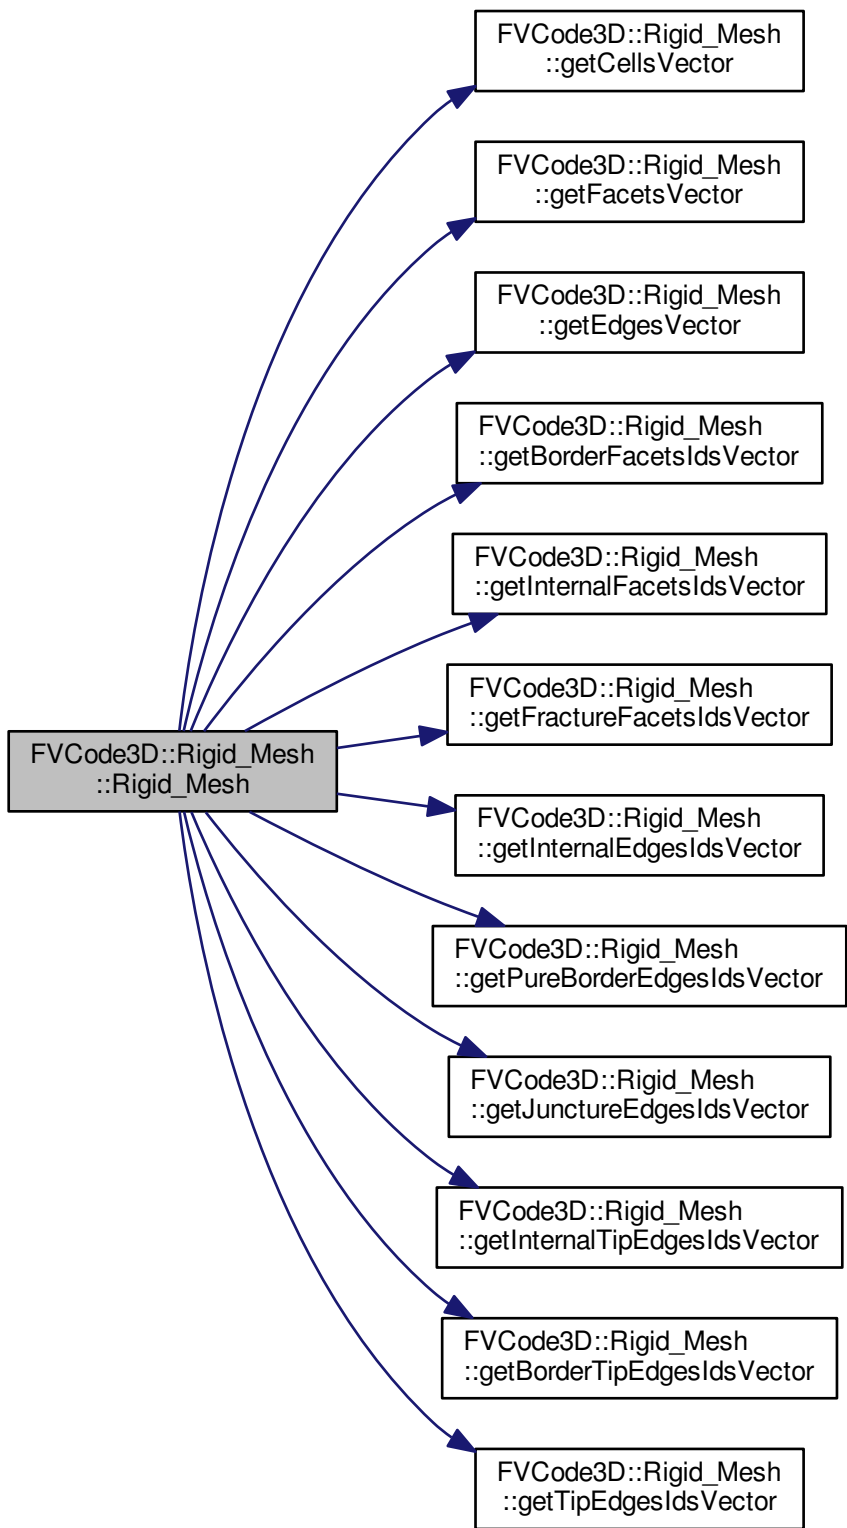 FVCode3D::Rigid_Mesh
::getCellsVector
FVCode3D::Rigid_Mesh
::getFacetsVector
FVCode3D::Rigid_Mesh
::getEdgesVector
FVCode3D::Rigid_Mesh
::getBorderFacetsIdsVector
FVCode3D::Rigid_Mesh
::getInternalFacetsIdsVector
FVCode3D::Rigid_Mesh
::getFractureFacetsIdsVector
FVCode3D::Rigid_Mesh
::Rigid_Mesh
FVCode3D::Rigid_Mesh
::getInternalEdgesIdsVector
FVCode3D::Rigid_Mesh
::getPureBorderEdgesIdsVector
FVCode3D::Rigid_Mesh
::getJunctureEdgesIdsVector
FVCode3D::Rigid_Mesh
::getInternalTipEdgesIdsVector
FVCode3D::Rigid_Mesh
::getBorderTipEdgesIdsVector
FVCode3D::Rigid_Mesh
::getTipEdgesIdsVector